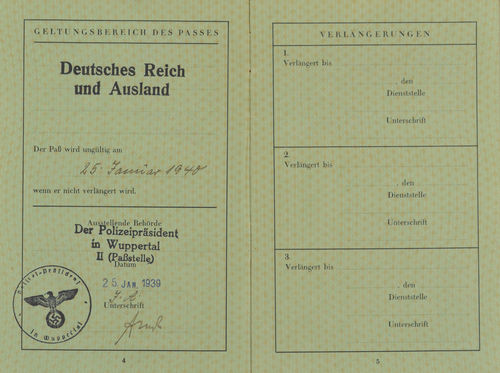 GELTUNGSBEREICH DES PASSES
Deutsches Reich
und Ausland
Der Paß wird ungültig am
25. Januar 1940
wenn er nicht verlängert wird.
Ausstellende Behörde
Der Polizeipräsident
in Wuppertal
II (Paßstelle)
Datum
25. JAN. 1939
J. A.
Unterschrift
Polizei-Präsident
in Wuppertal
4
VERLÄNGERUNGEN
1.
Verlängert bis
, den
Dienststelle
Unterschrift
2.
Verlängert bis
, den
Dienststelle
Unterschrift
3.
Verlängert bis
, den
Dienststelle
Unterschrift
5